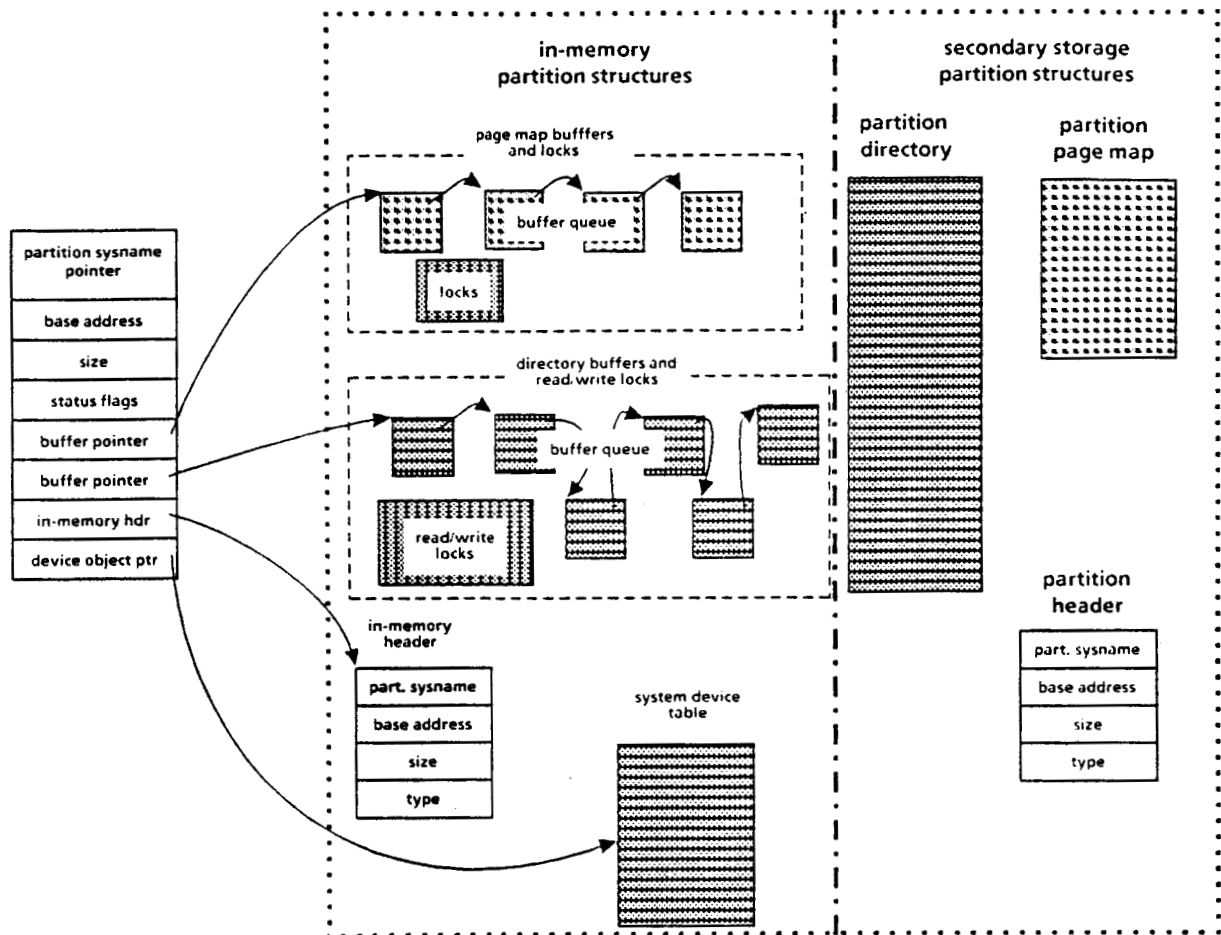 in-memory
partition structures
secondary storage
partition structures
page map bufffers
and locks
buffer queue
locks
partition
directory
partition
page map
partition sysname
pointer
base address
size
status flags
buffer pointer
buffer pointer
in-memory hdr
device object ptr
directory buffers and
read/write locks
buffer queue
read/write
locks
in-memory
header
part. sysname
base address
size
type
system device
table
partition
header
part. sysname
base address
size
type